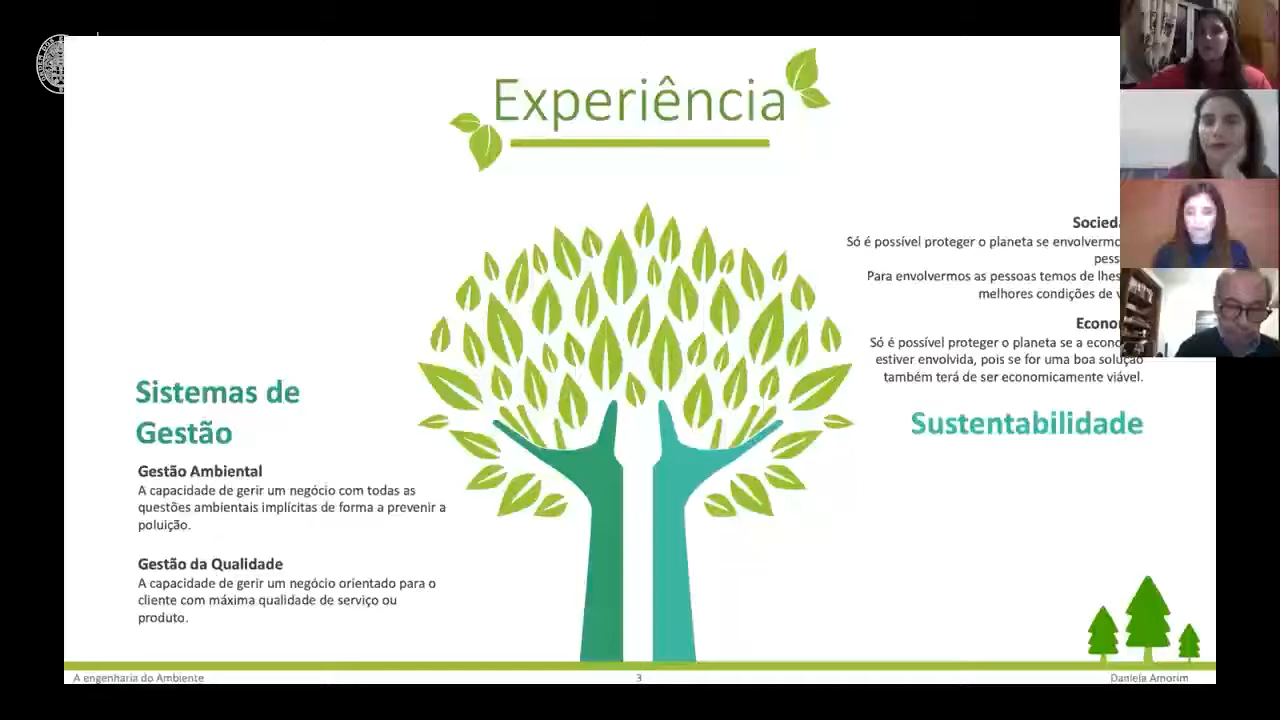 Experiência
Socied
Só é possível proteger o planeta se envolvermo
pess
Para envolvermos as pessoas temos de lhes
melhores condições de v
Econo
Só é possível proteger o planeta se a econo
estiver envolvida, pois se for uma boa solução
também terá de ser economicamente viável.
Sustentabilidade
Sistemas de
Gestão
Gestão Ambiental
A capacidade de gerir um negócio com todas as
questões ambientais implícitas de forma a prevenir a
poluição.
Gestão da Qualidade
A capacidade de gerir um negócio orientado para o
cliente com máxima qualidade de serviço ou
produto.
A engenharia do Ambiente
3
Daniela Amorim